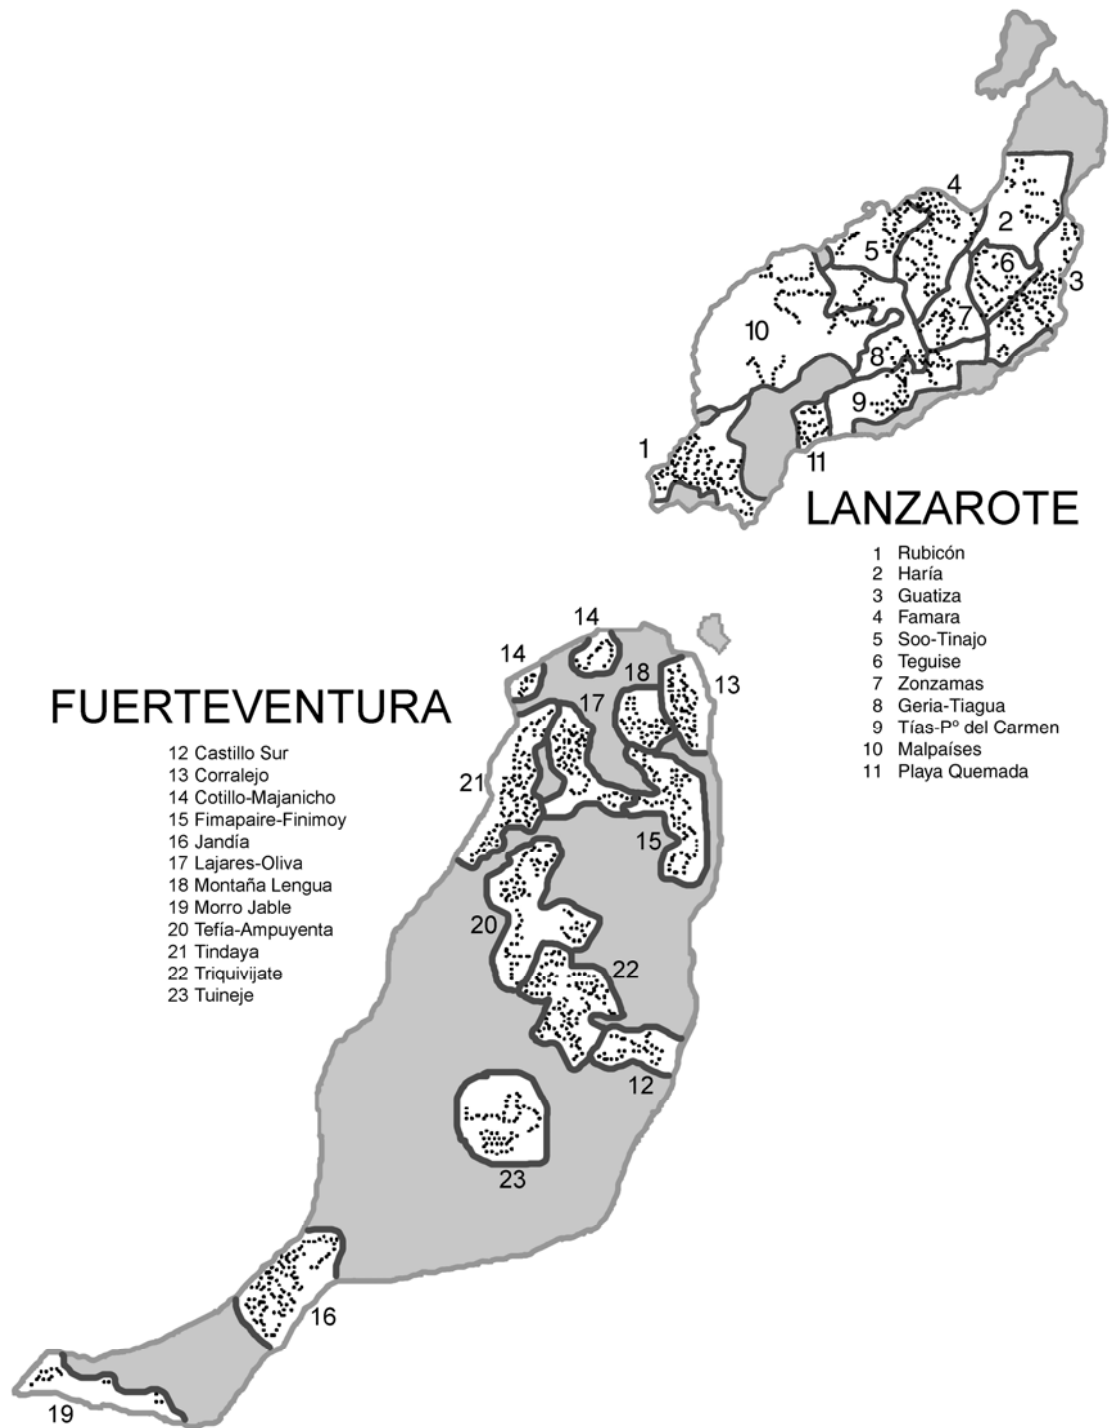 4
2
5
6
3
7
10
8
9
1
11
LANZAROTE
1 Rubicón
2 Haría
3 Guatiza
4 Famara
5 Soo-Tinajo
6 Teguise
7 Zonzamas
8 Geria-Tiagua
9 Tías-Pº del Carmen
10 Malpaíses
11 Playa Quemada
14
14
18
13
17
FUERTEVENTURA
12 Castillo Sur
13 Corralejo
14 Cotillo-Majanicho
15 Fimapaire-Finimoy
16 Jandía
17 Lajares-Oliva
18 Montaña Lengua
19 Morro Jable
20 Tefía-Ampuyenta
21 Tindaya
22 Triquivijate
23 Tuineje
21
15
20
22
12
23
16
19